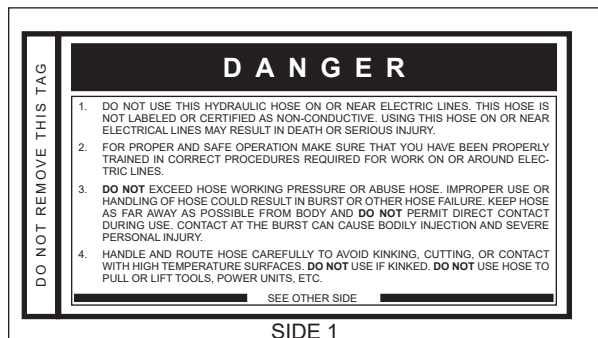 DO NOT REMOVE THIS TAG
DANGER
1. DO NOT USE THIS HYDRAULIC HOSE ON OR NEAR ELECTRIC LINES. THIS HOSE IS
NOT LABELED OR CERTIFIED AS NON-CONDUCTIVE. USING THIS HOSE ON OR NEAR
ELECTRICAL LINES MAY RESULT IN DEATH OR SERIOUS INJURY.
2. FOR PROPER AND SAFE OPERATION MAKE SURE THAT YOU HAVE BEEN PROPERLY
TRAINED IN CORRECT PROCEDURES REQUIRED FOR WORK ON OR AROUND ELEC-
TRIC LINES.
3. DO NOT EXCEED HOSE WORKING PRESSURE OR ABUSE HOSE. IMPROPER USE OR
HANDLING OF HOSE COULD RESULT IN BURST OR OTHER HOSE FAILURE. KEEP HOSE
AS FAR AWAY AS POSSIBLE FROM BODY AND DO NOT PERMIT DIRECT CONTACT
DURING USE. CONTACT AT THE BURST CAN CAUSE BODILY INJECTION AND SEVERE
PERSONAL INJURY.
4. HANDLE AND ROUTE HOSE CAREFULLY TO AVOID KINKING, CUTTING, OR CONTACT
WITH HIGH TEMPERATURE SURFACES. DO NOT USE IF KINKED. DO NOT USE HOSE TO
PULL OR LIFT TOOLS, POWER UNITS, ETC.
SEE OTHER SIDE
SIDE 1